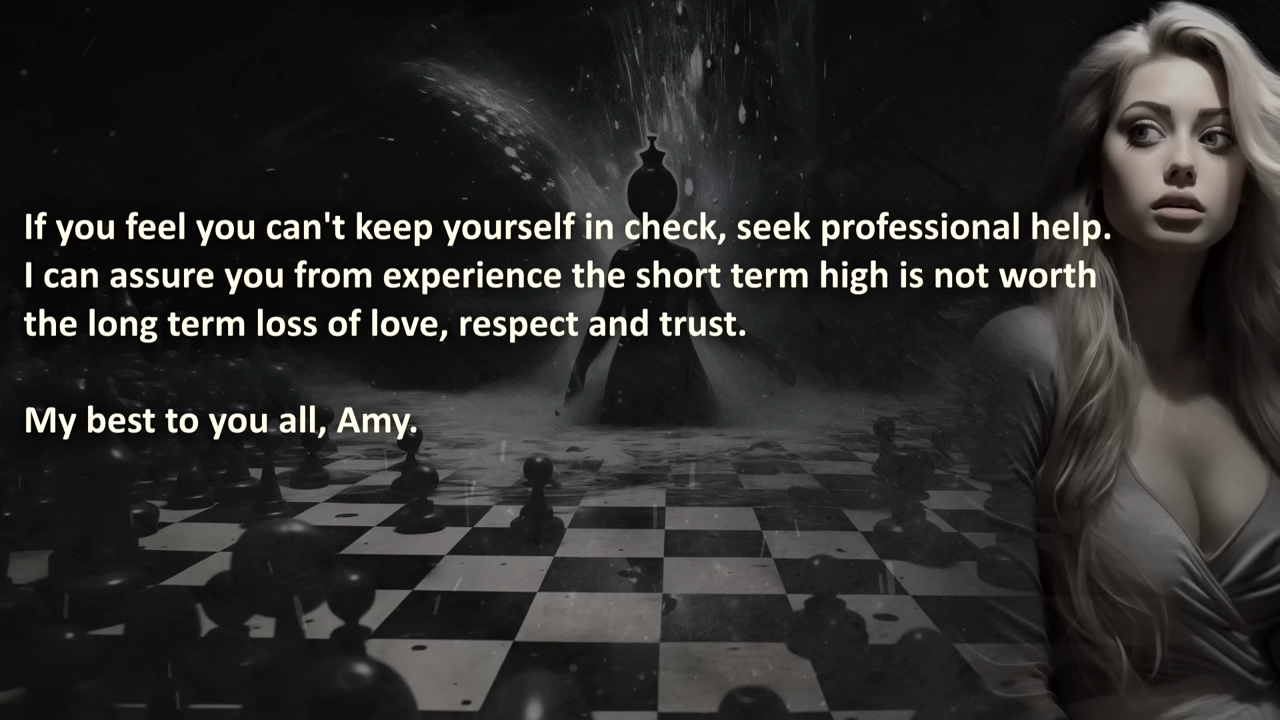 If you feel you can't keep yourself in check, seek professional help.
I can assure you from experience the short term high is not worth
the long term loss of love, respect and trust.
My best to you all, Amy.